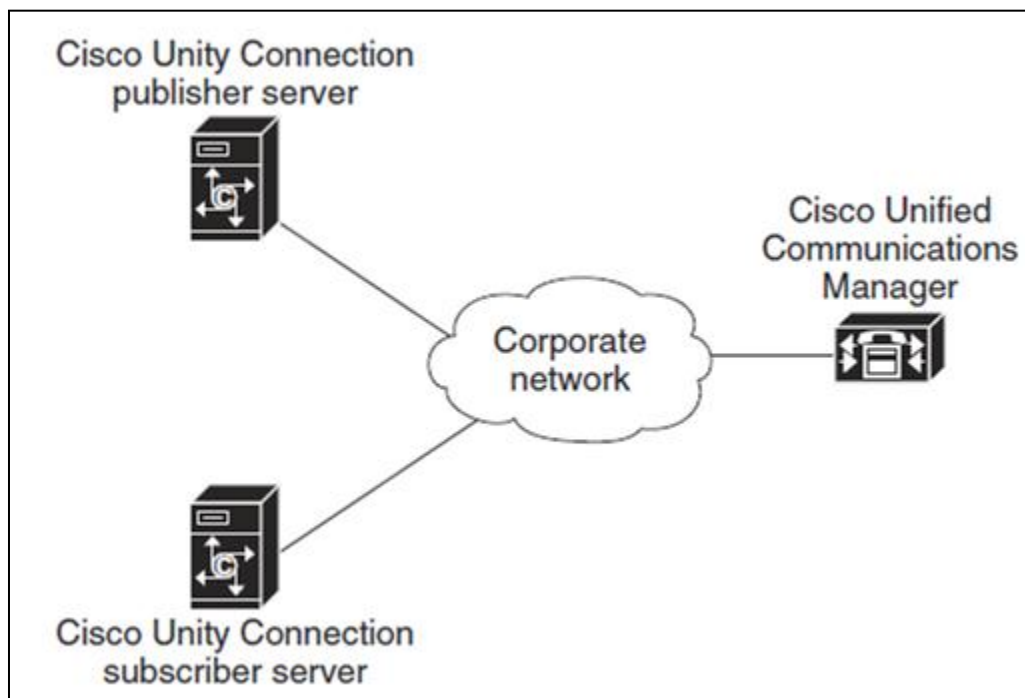 Cisco Unity Connection
publisher server
Cisco Unified
Communications
Manager
Corporate
network
Cisco Unity Connection
subscriber server
C
C